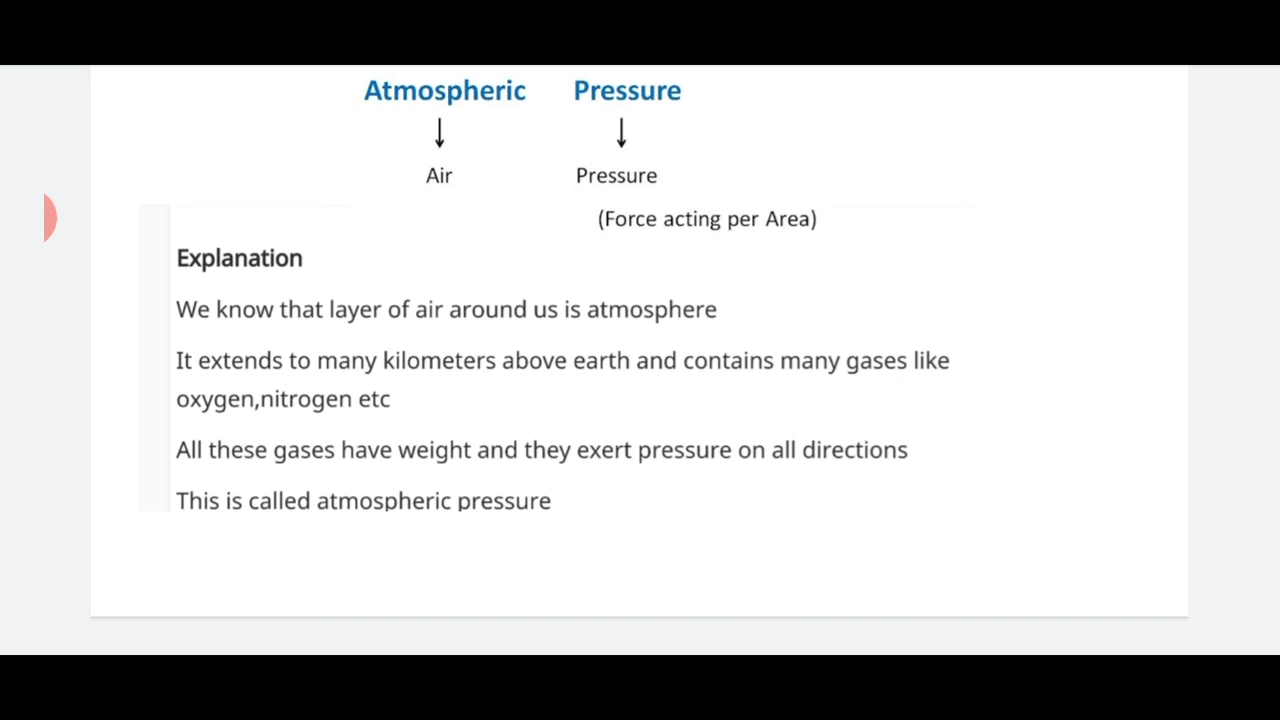 Atmospheric Pressure
Air Pressure
(Force acting per Area)
Explanation
We know that layer of air around us is atmosphere
It extends to many kilometers above earth and contains many gases like
oxygen,nitrogen etc
All these gases have weight and they exert pressure on all directions
This is called atmospheric pressure